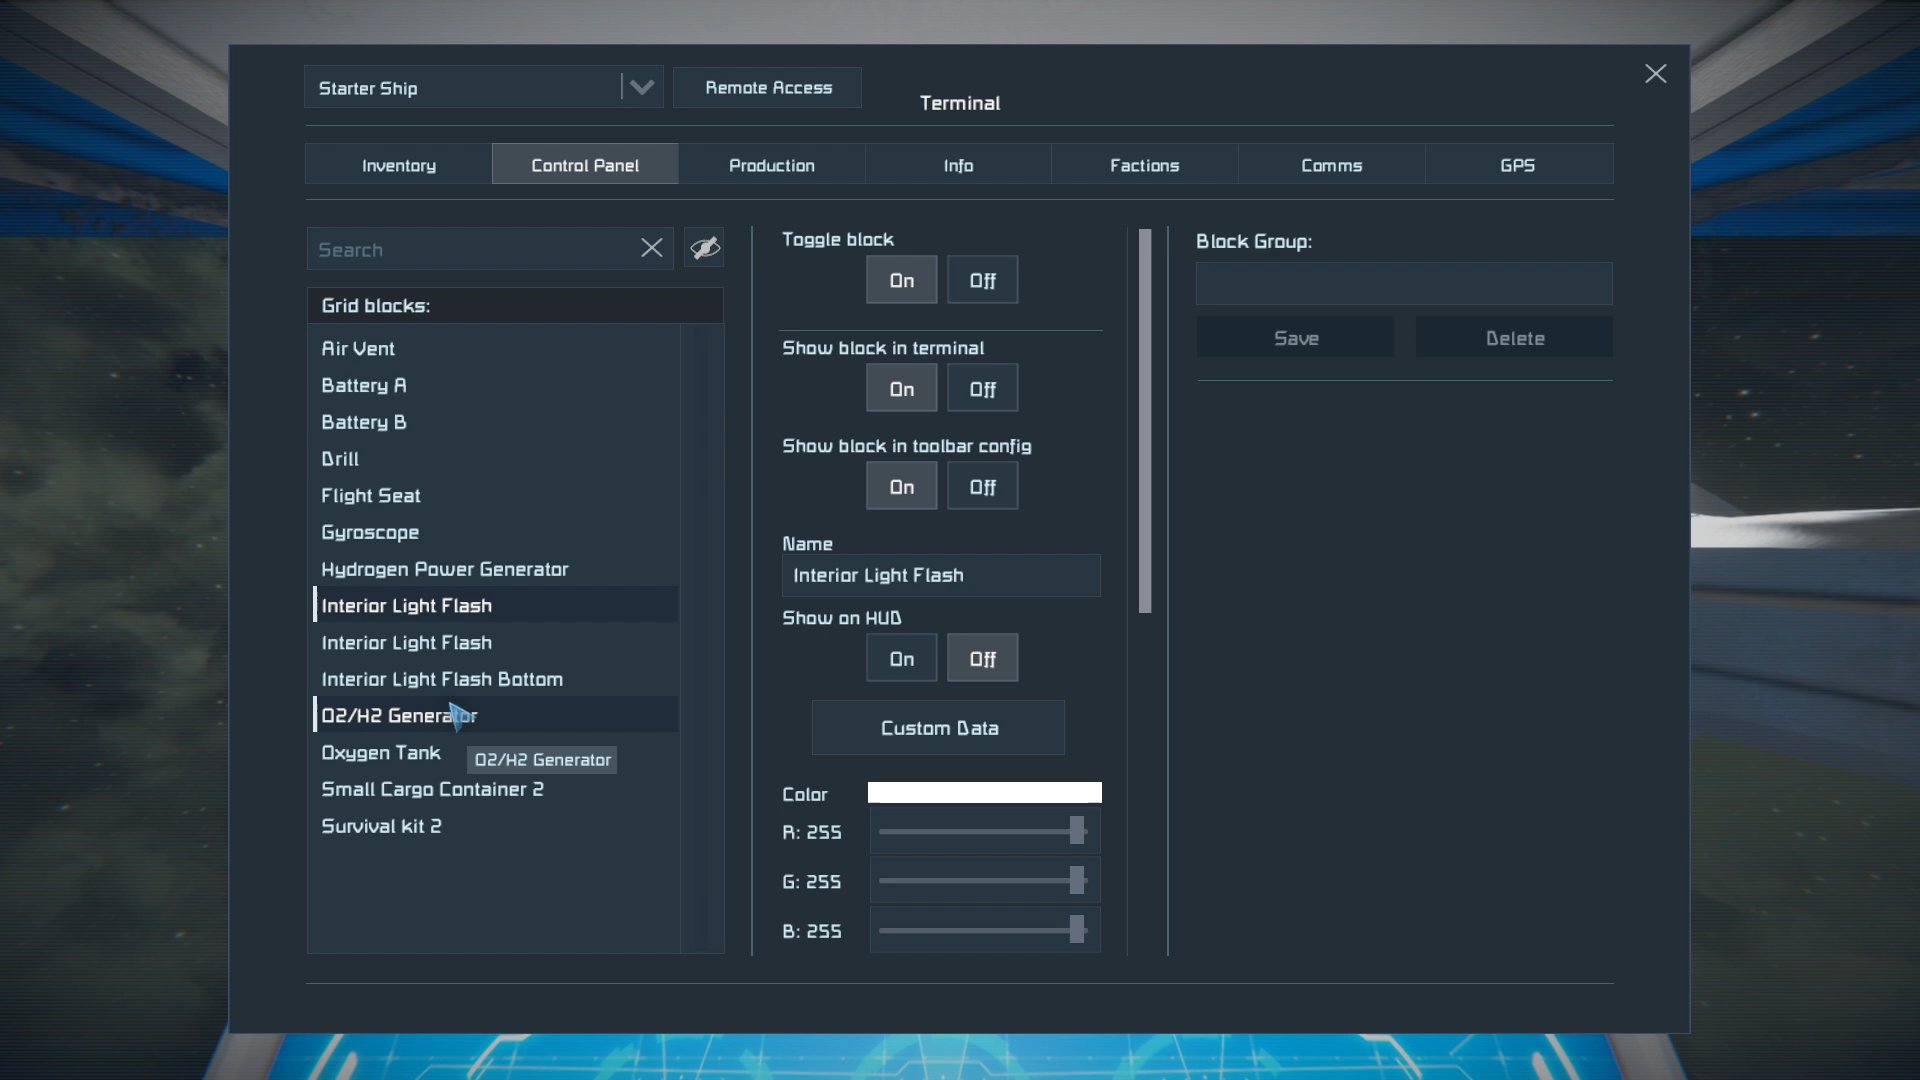 Starter Ship
Remote Access
Terminal
Inventory
Control Panel
Production
Info
Factions
Comms
GPS
Search
Grid blocks:
Air Vent
Battery A
Battery B
Drill
Flight Seat
Gyroscope
Hydrogen Power Generator
Interior Light Flash
Interior Light Flash
Interior Light Flash Bottom
O2/H2 Generator
Oxygen Tank
O2/H2 Generator
Small Cargo Container 2
Survival kit 2
Toggle block
On
Off
Show block in terminal
On
Off
Show block in toolbar config
On
Off
Name
Interior Light Flash
Show on HUD
On
Off
Custom Data
Color
R: 255
G: 255
B: 255
Block Group:
Save
Delete